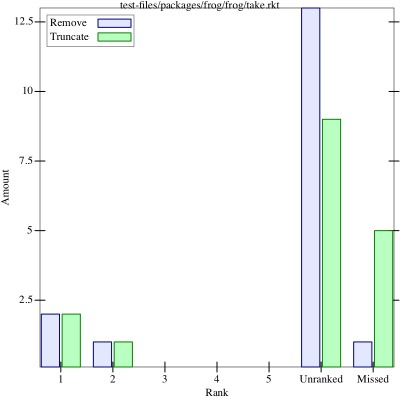 test-files/packages/frog/frog/take.rkt
Remove
Truncate
12.5
10
7.5
5
2.5
Amount
1 2 3 4 5 Unranked Missed
Rank